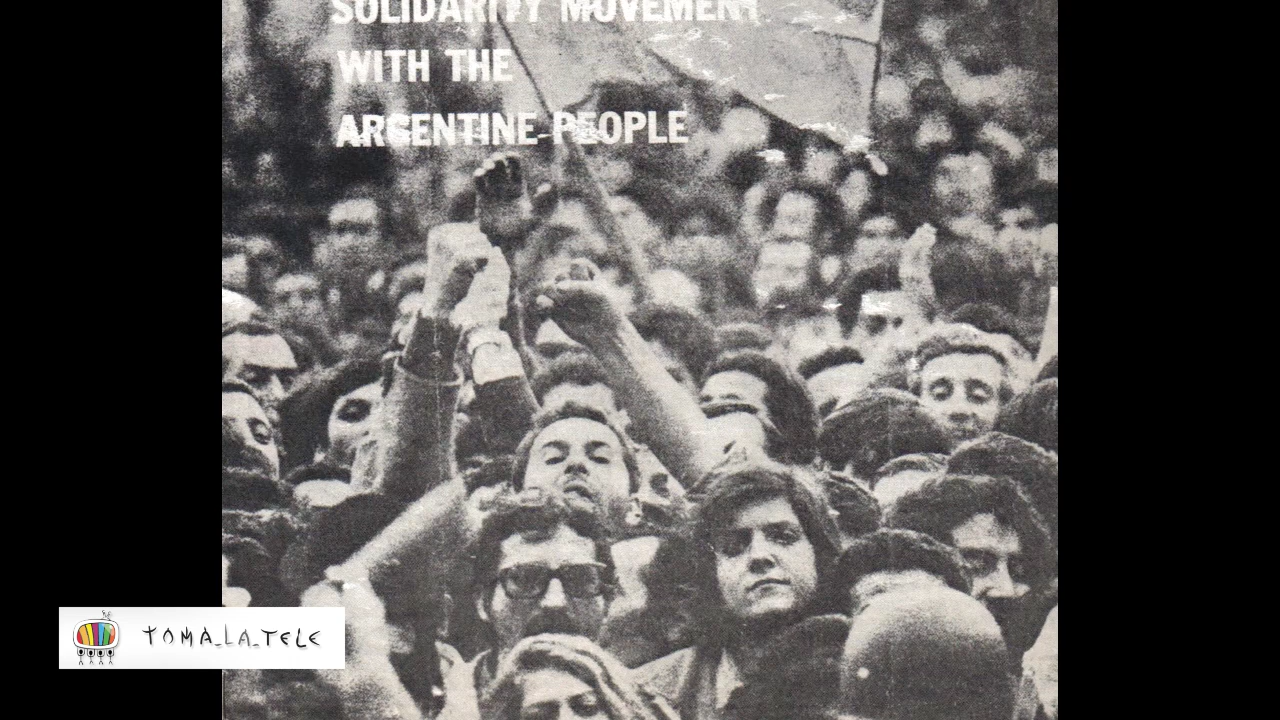 SOLIDARITY MOVEMENT
WITH THE
ARGENTINE PEOPLE
TOMA_LA_TELE